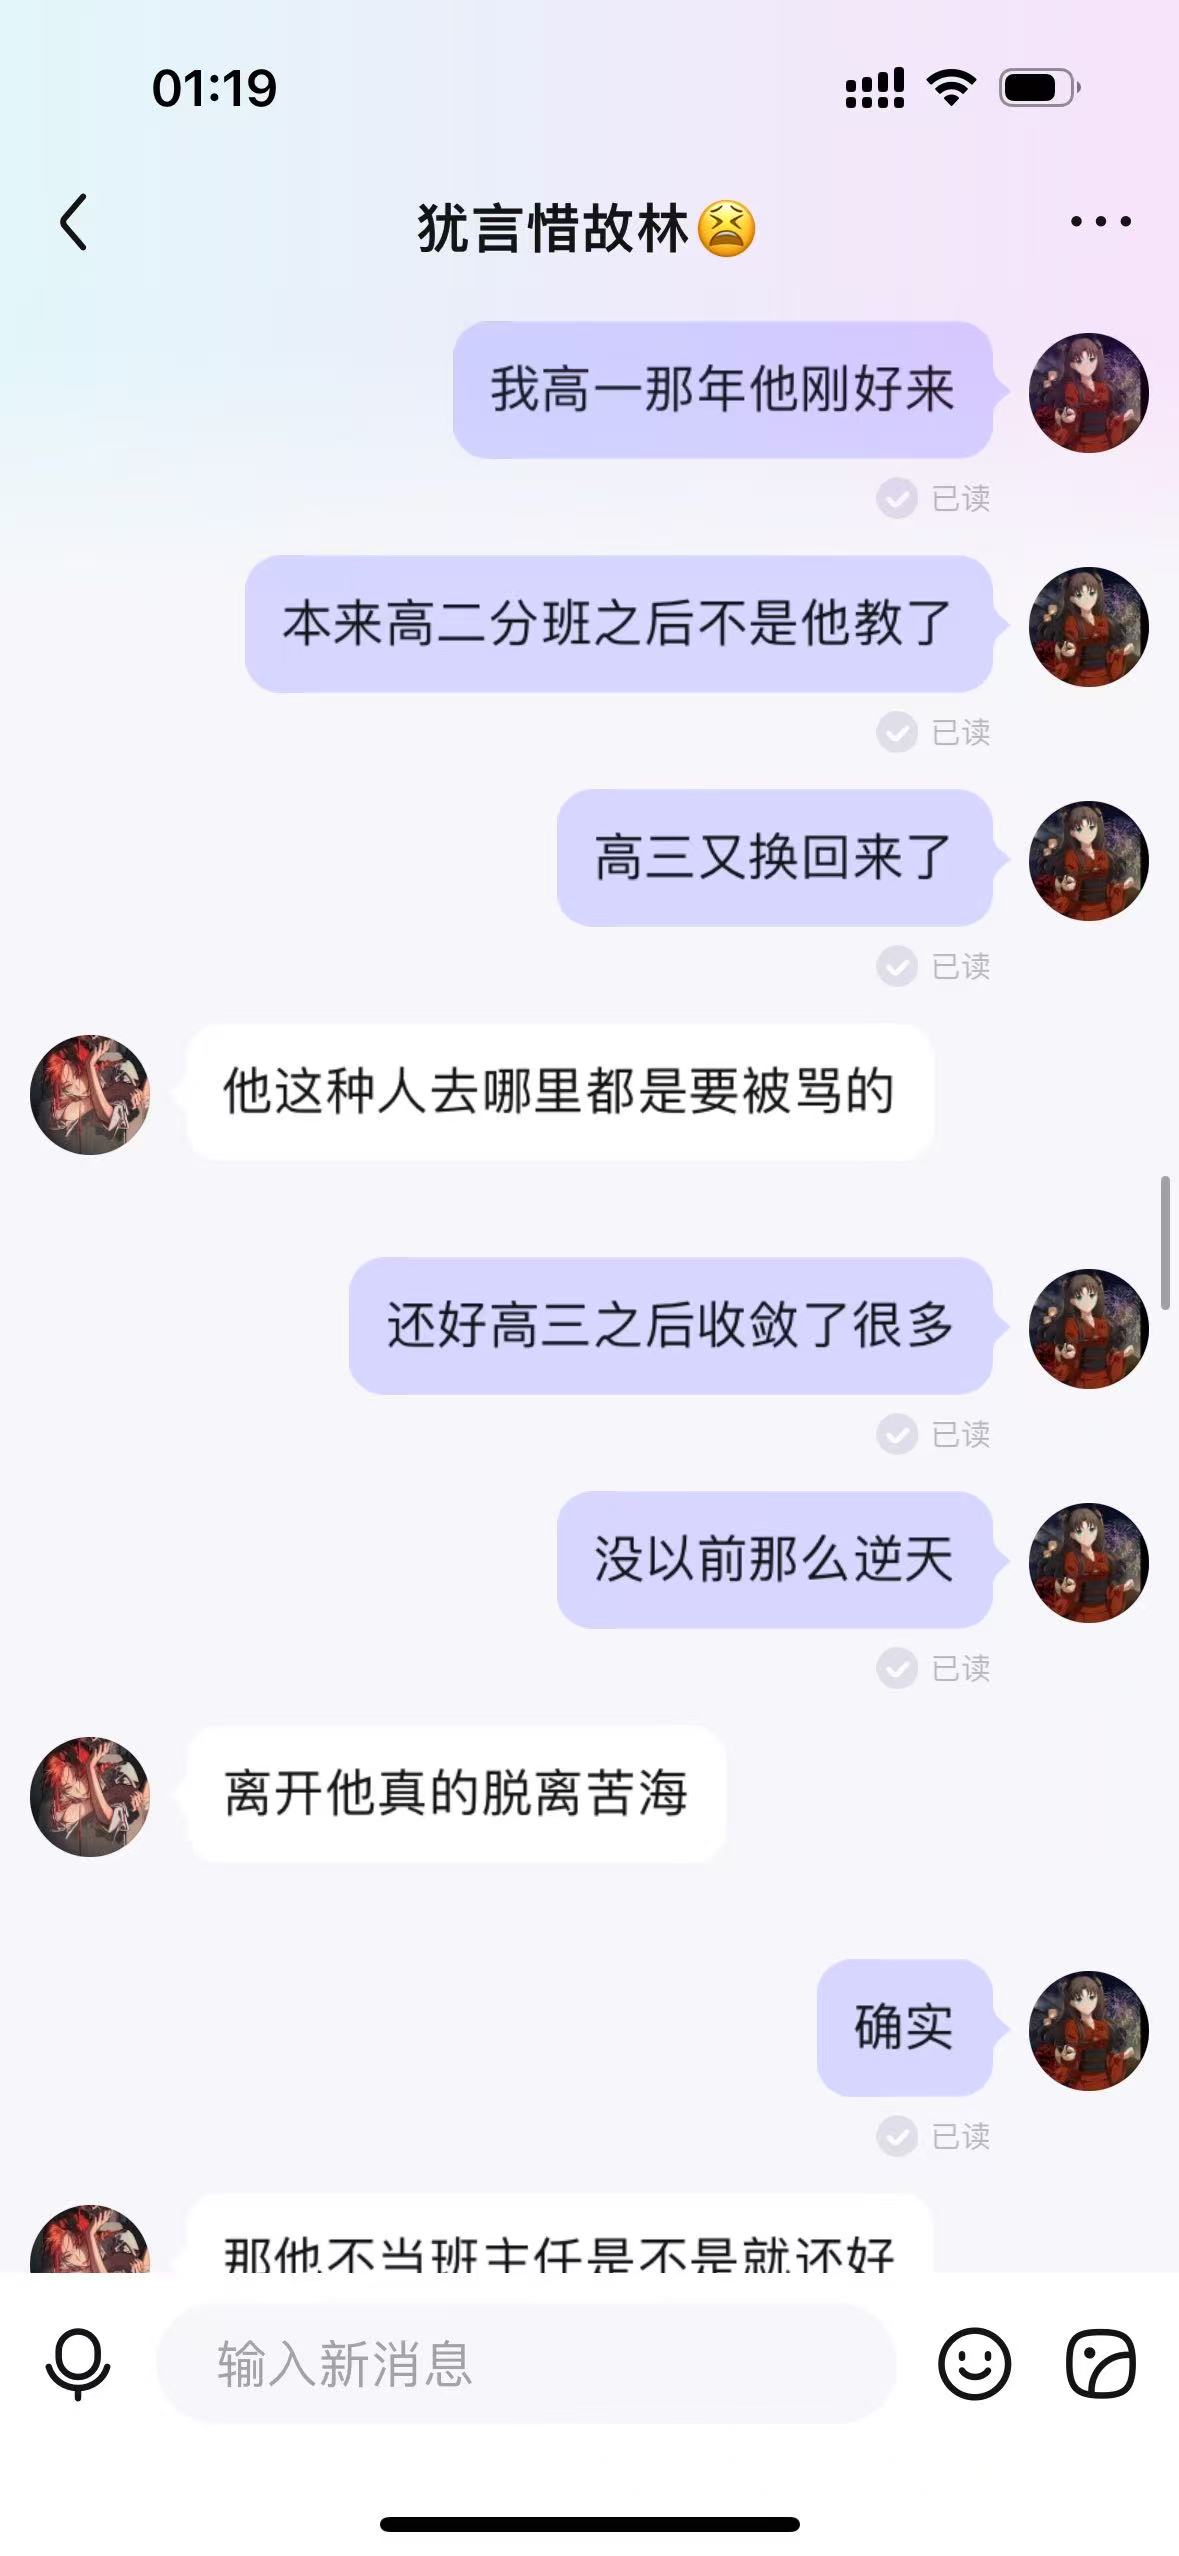 01:19
犹言惜故林😫
我高一那年他刚好来
已读
本来高二分班之后不是他教了
已读
高三又换回来了
已读
他这种人去哪里都是要被骂的
还好高三之后收敛了很多
已读
没以前那么逆天
已读
离开他真的脱离苦海
确实
已读
那他不当班主任是不是就还好
输入新消息